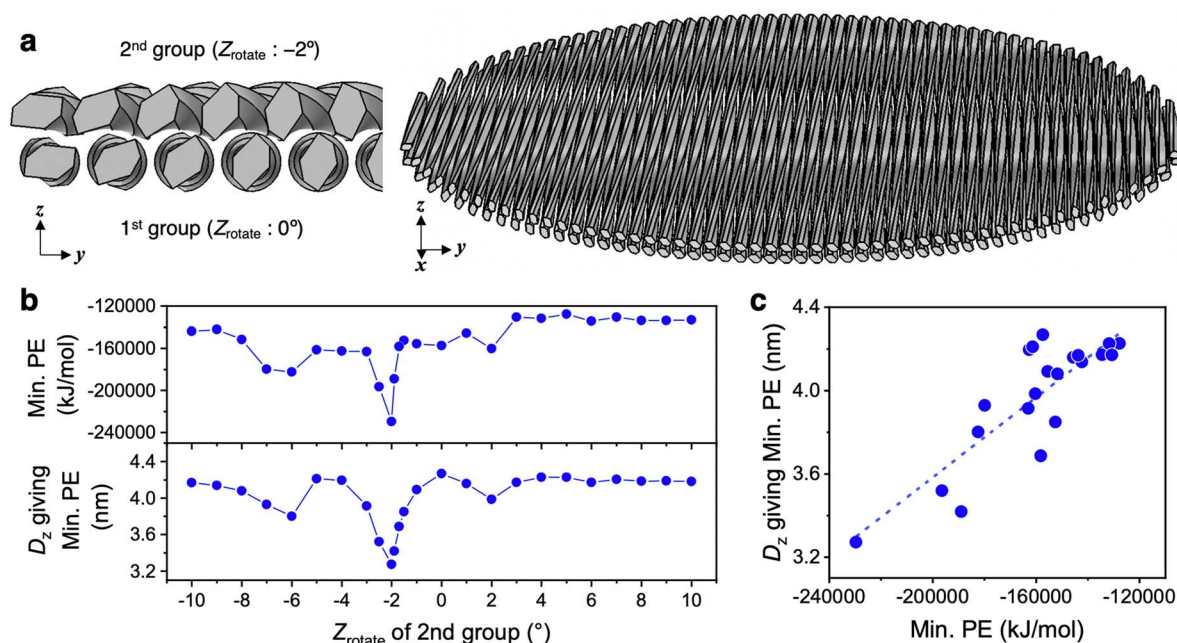 a
2nd group (Zrotate : –2º)
1st group (Zrotate : 0º)
z
y
z
x
y
b
Min. PE
(kJ/mol)
-120000
-160000
-200000
-240000
Dz giving
Min. PE
(nm)
4.4
4.0
3.6
3.2
-10 -8 -6 -4 -2 0 2 4 6 8 10
Zrotate of 2nd group (°)
c
Dz giving Min. PE (nm)
4.4
4.0
3.6
3.2
-240000 -200000 -160000 -120000
Min. PE (kJ/mol)